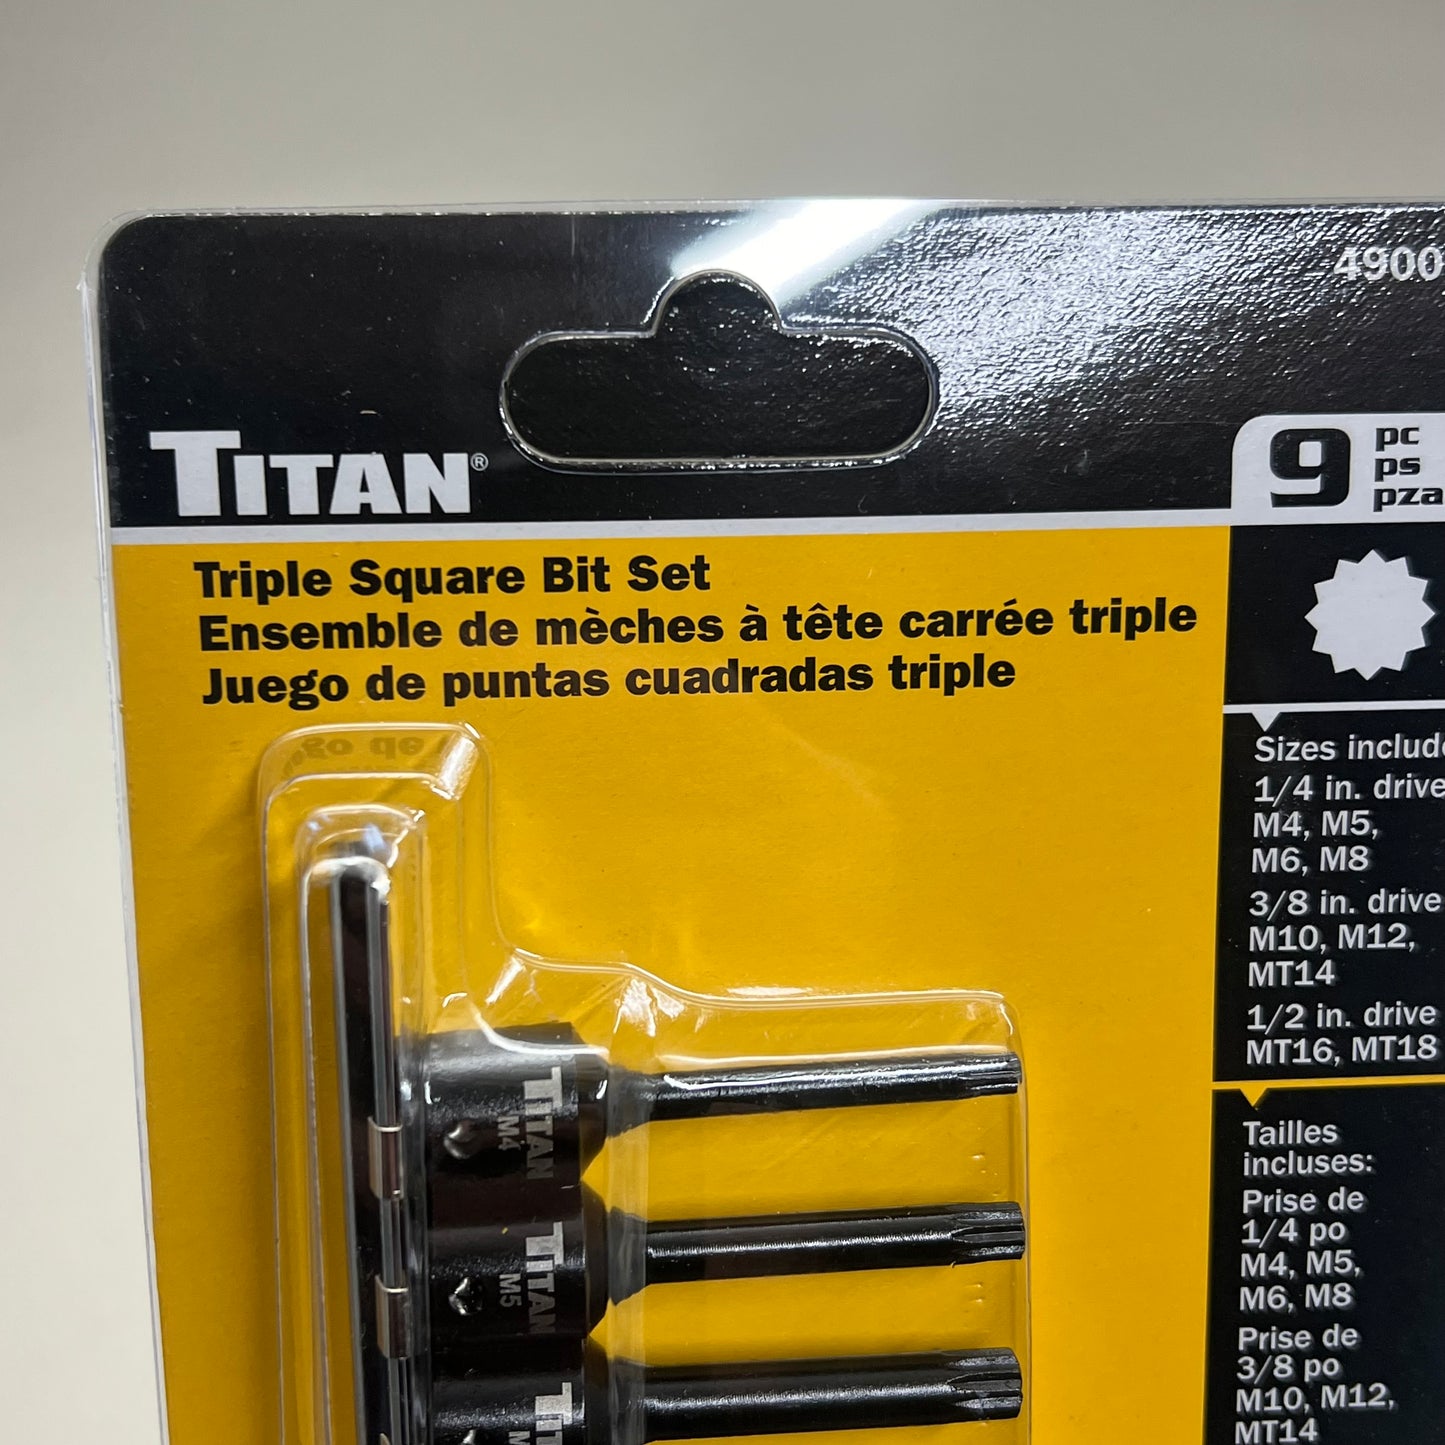 4900
TITAN®
9 pc
ps
pza
Triple Square Bit Set
Ensemble de mèches à tête carrée triple
Juego de puntas cuadradas triple
Sizes include
1/4 in. drive
M4, M5,
M6, M8
3/8 in. drive
M10, M12,
MT14
1/2 in. drive
MT16, MT18
Tailles
incluses:
Prise de
1/4 po
M4, M5,
M6, M8
Prise de
3/8 po
M10, M12,
MT14
TITAN
M4
TITAN
M5
TITAN